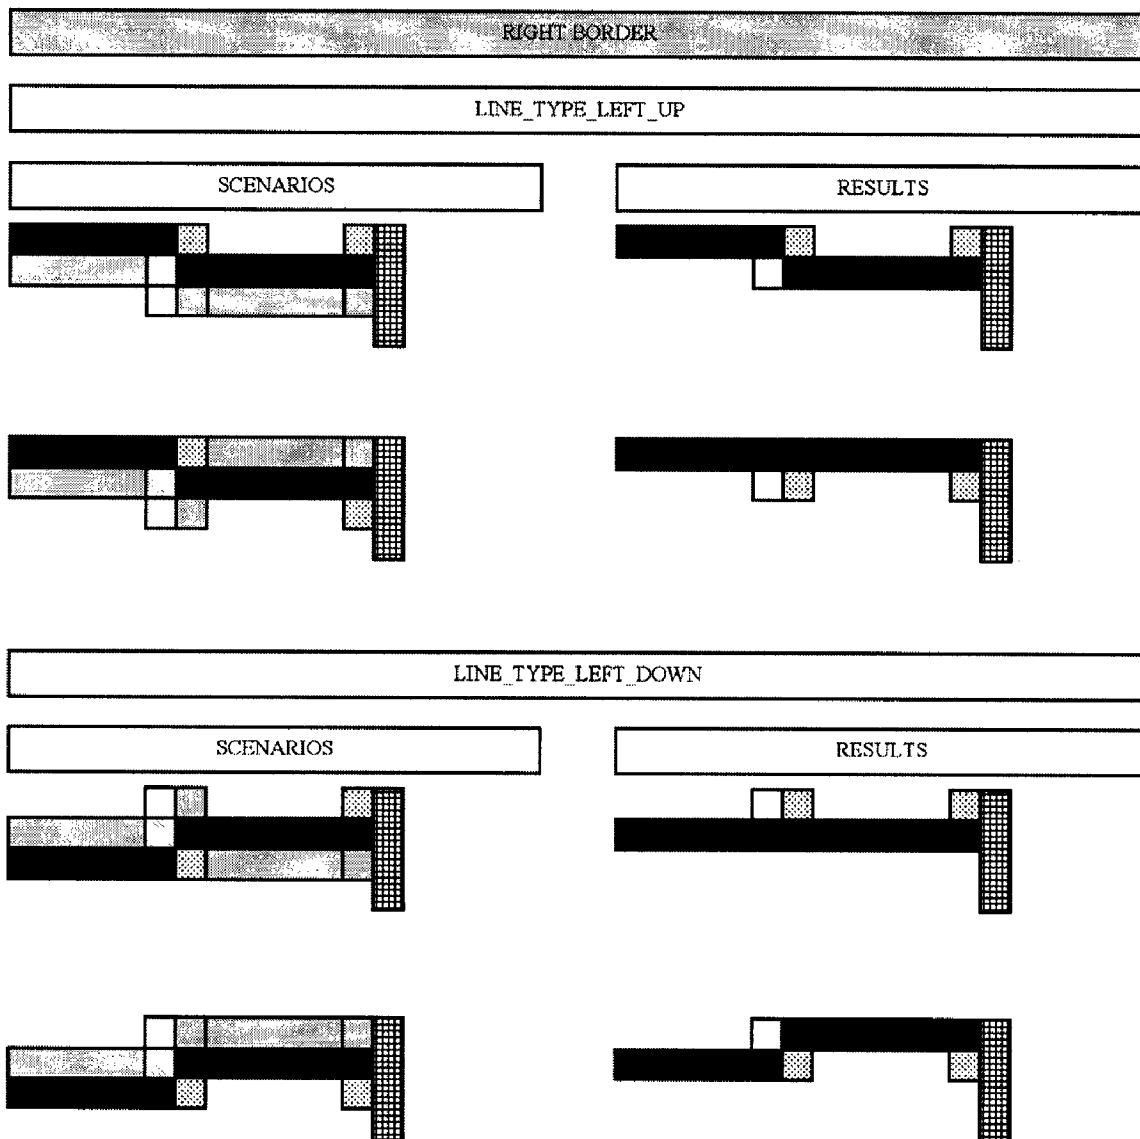 RIGHT BORDER
LINE_TYPE_LEFT_UP
SCENARIOS
RESULTS
LINE_TYPE_LEFT_DOWN
SCENARIOS
RESULTS